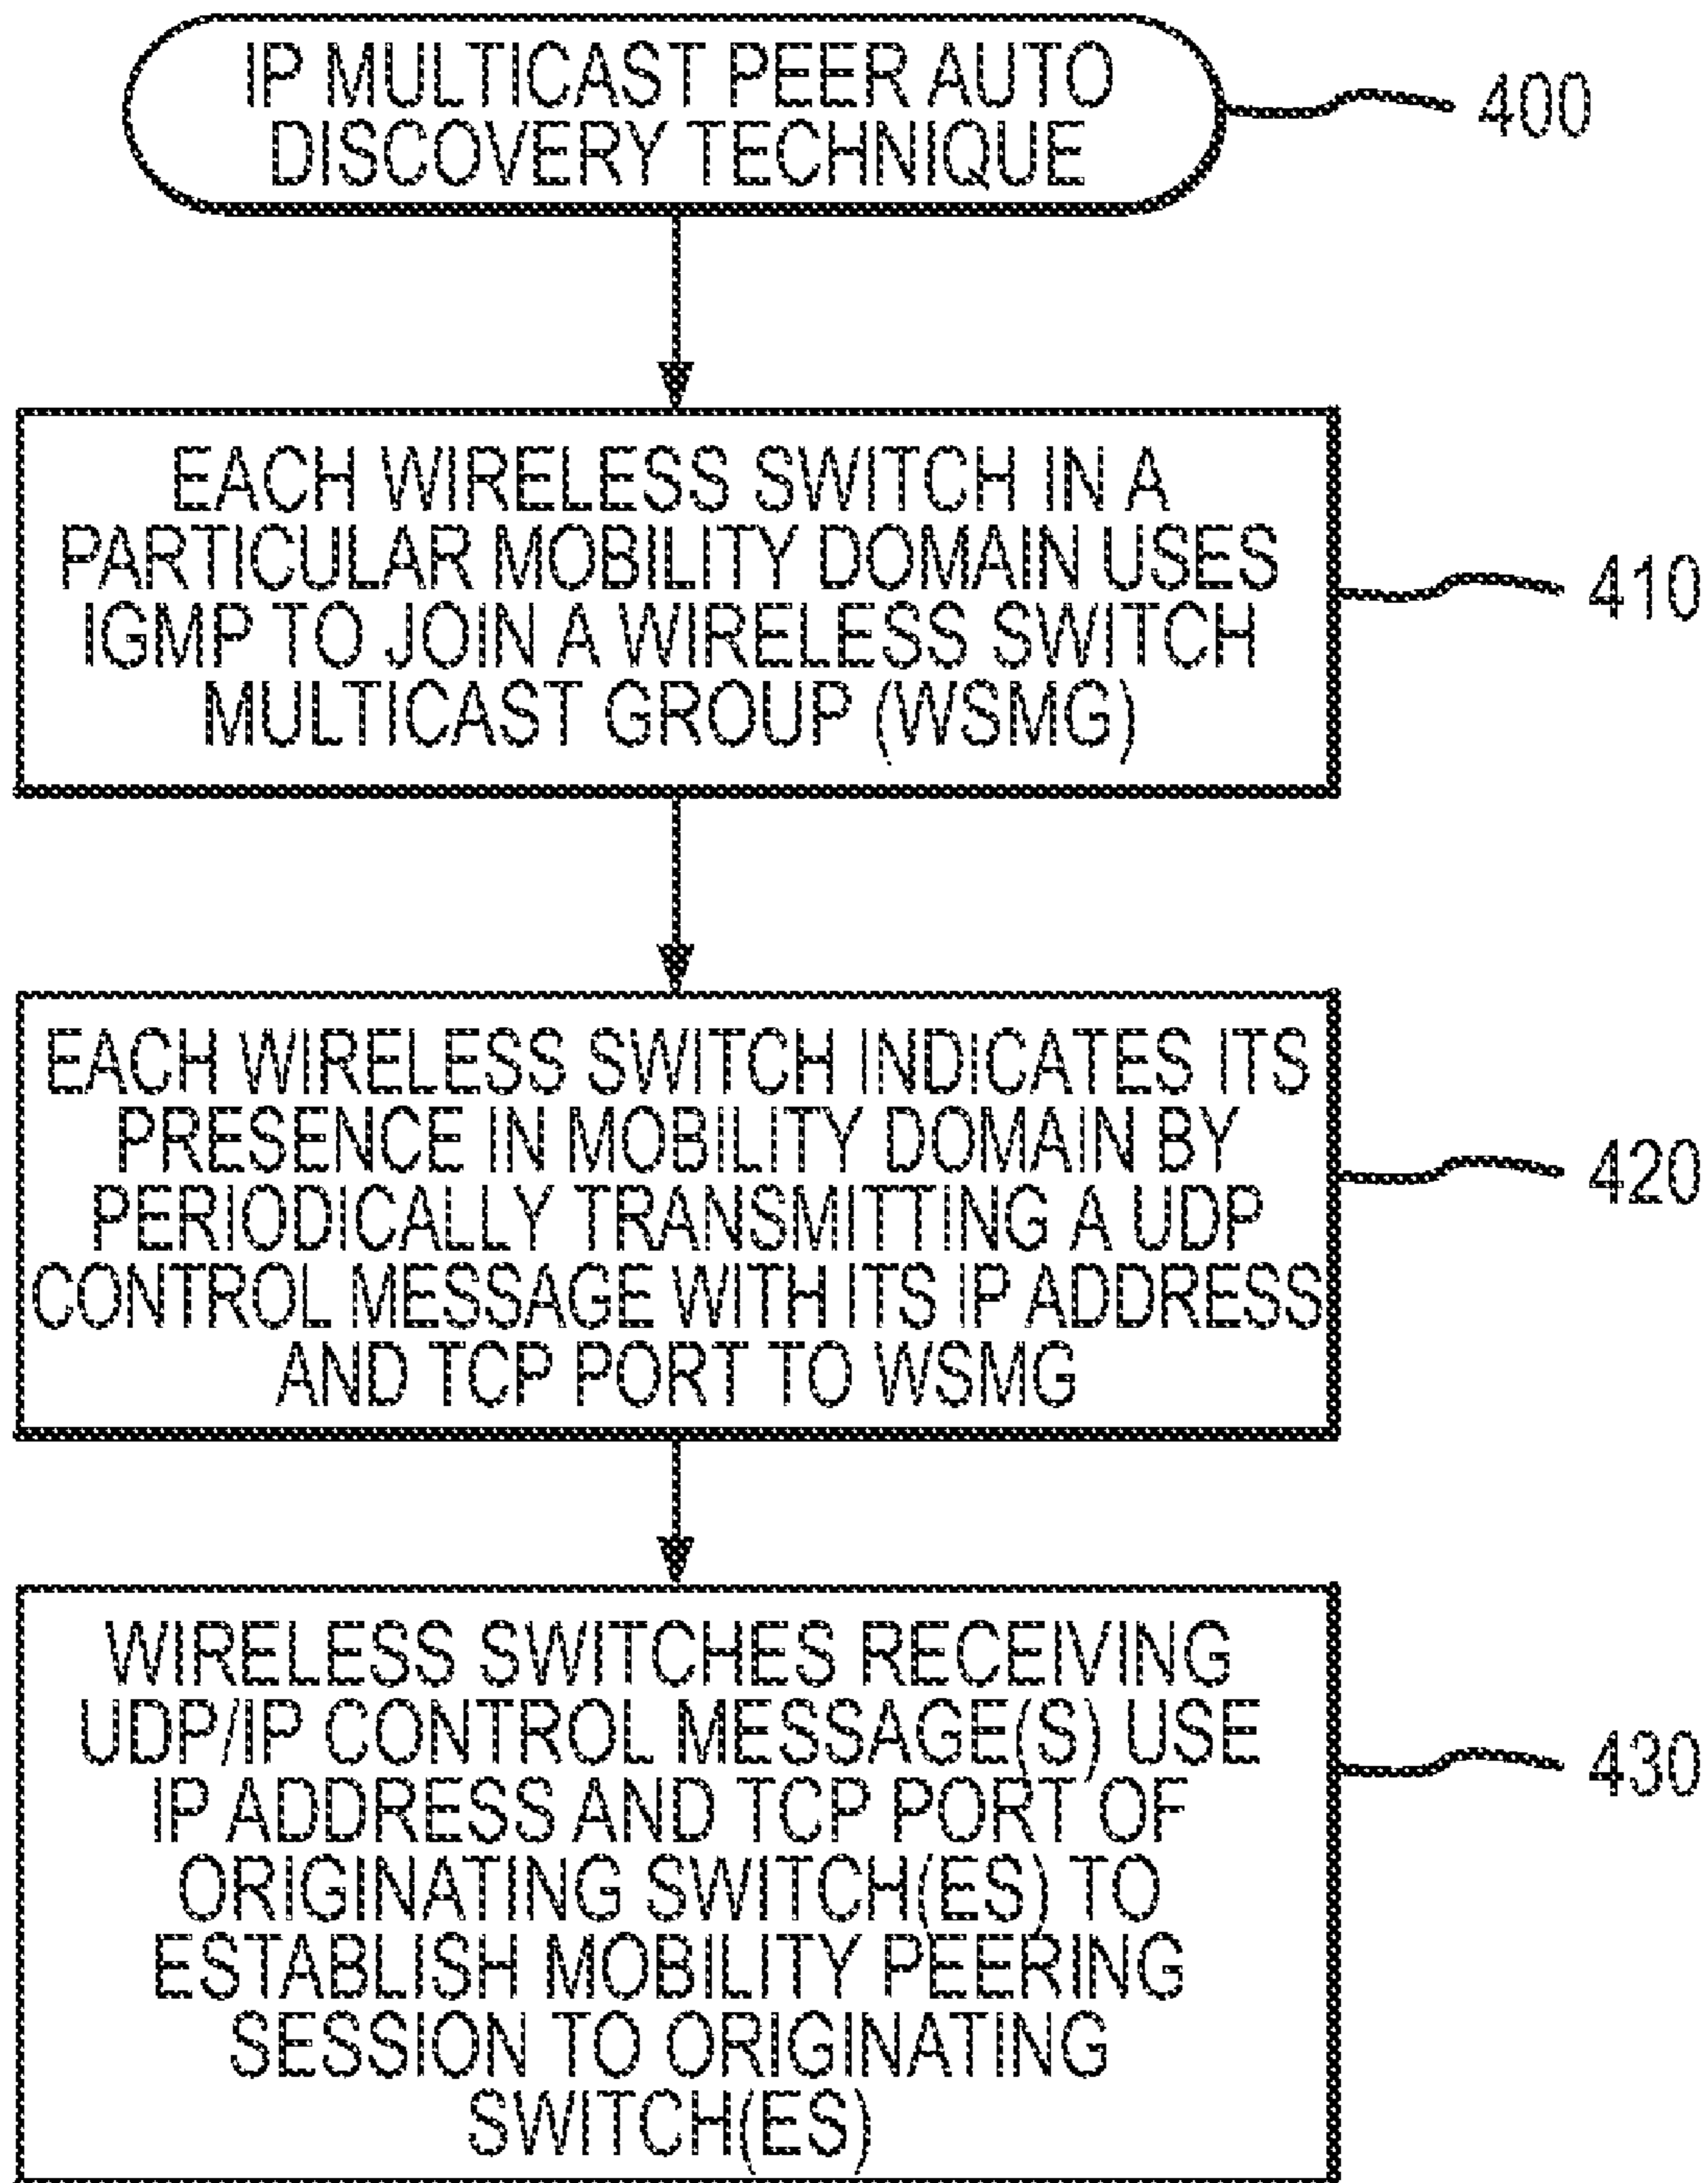 IP MULTICAST PEER AUTO
DISCOVERY TECHNIQUE
400
EACH WIRELESS SWITCH IN A
PARTICULAR MOBILITY DOMAIN USES
IGMP TO JOIN A WIRELESS SWITCH
MULTICAST GROUP (WSMG)
410
EACH WIRELESS SWITCH INDICATES ITS
PRESENCE IN MOBILITY DOMAIN BY
PERIODICALLY TRANSMITTING A UDP
CONTROL MESSAGE WITH ITS IP ADDRESS
AND TCP PORT TO WSMG
420
WIRELESS SWITCHES RECEIVING
UDP/IP CONTROL MESSAGE(S) USE
IP ADDRESS AND TCP PORT OF
ORIGINATING SWITCH(ES) TO
ESTABLISH MOBILITY PEERING
SESSION TO ORIGINATING
SWITCH(ES)
430